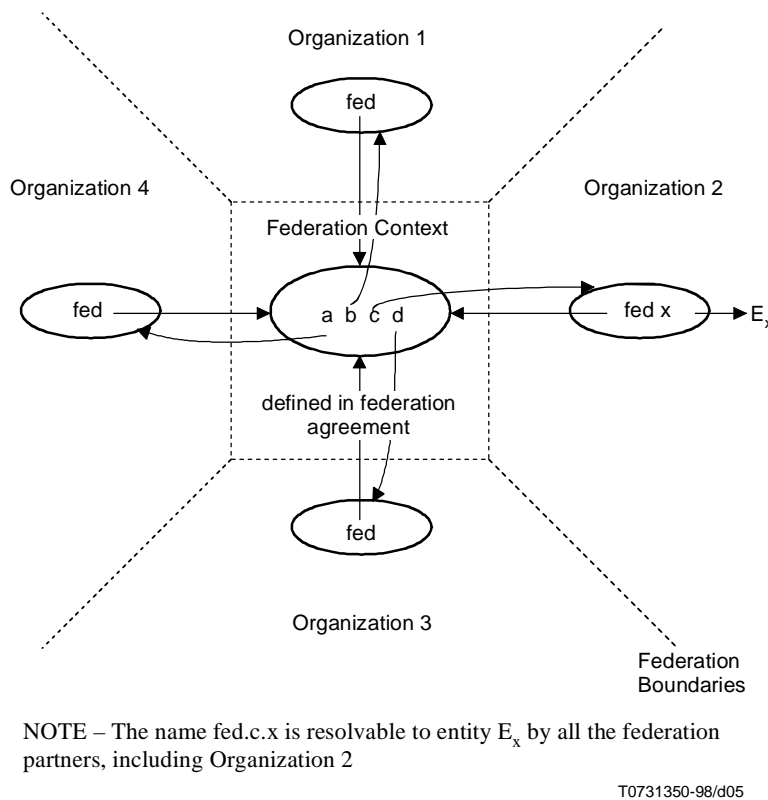 Organization 1
fed
Organization 4
Organization 2
Federation Context
fed
a b c d
fed x
E_x
defined in federation
agreement
fed
Organization 3
Federation
Boundaries
NOTE – The name fed.c.x is resolvable to entity E_x by all the federation
partners, including Organization 2
T0731350-98/d05